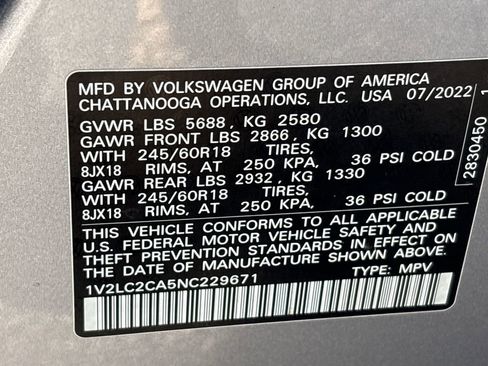 MFD BY VOLKSWAGEN GROUP OF AMERICA
CHATTANOOGA OPERATIONS, LLC. USA 07/2022
GVWR LBS 5688, KG 2580
GAWR FRONT LBS 2866, KG 1300
WITH 245/60R18 TIRES,
8JX18 RIMS, AT 250 KPA, 36 PSI COLD
GAWR REAR LBS 2932, KG 1330
WITH 245/60R18 TIRES,
8JX18 RIMS, AT 250 KPA, 36 PSI COLD
THIS VEHICLE CONFORMS TO ALL APPLICABLE
U.S. FEDERAL MOTOR VEHICLE SAFETY AND
THEFT PREVENTION STANDARDS IN EFFECT ON
THE DATE OF MANUFACTURE SHOWN ABOVE.
1V2LC2CA5NC229671 TYPE: MPV
2830450 1